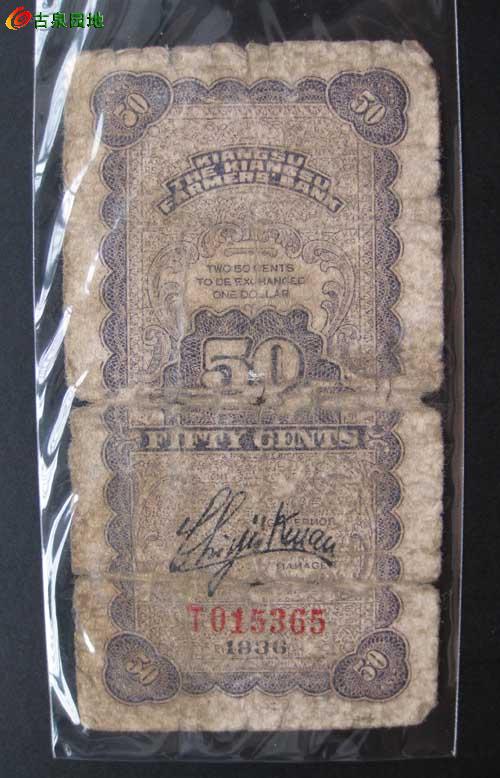 古泉园地
50 50
KIANGSU
THE KIANGSU
FARMERS' BANK
TWO 50 CENTS
TO BE EXCHANGED
ONE DOLLAR
50
FIFTY CENTS
MANAGER
T015365
1936
50 50